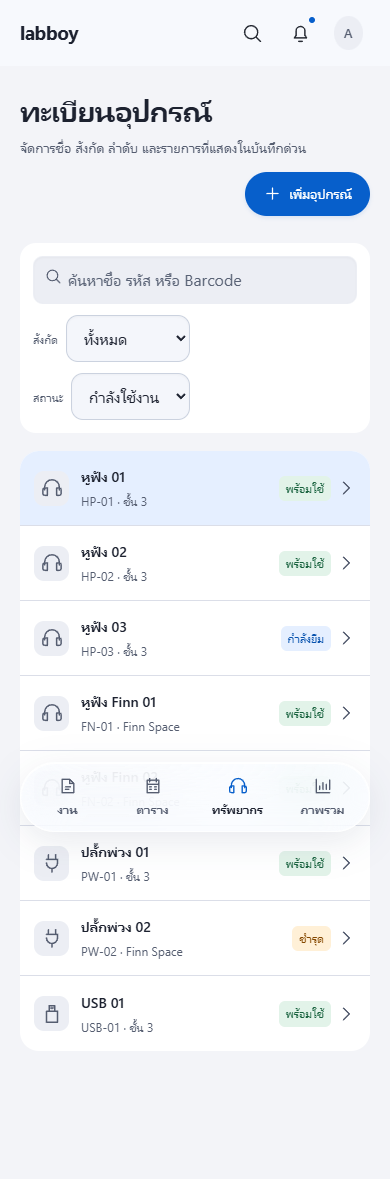 labboy
A
ทะเบียนอุปกรณ์
จัดการชื่อ สังกัด ลำดับ และรายการที่แสดงในบันทึกด่วน
เพิ่มอุปกรณ์
ค้นหาชื่อ รหัส หรือ Barcode
สังกัด ทั้งหมด
สถานะ กำลังใช้งาน
หูฟัง 01
HP-01 · ชั้น 3
พร้อมใช้
หูฟัง 02
HP-02 · ชั้น 3
พร้อมใช้
หูฟัง 03
HP-03 · ชั้น 3
กำลังยืม
หูฟัง Finn 01
FN-01 · Finn Space
พร้อมใช้
หูฟัง Finn 02
งาน ตาราง ทรัพยากร ภาพรวม
ปลั๊กพ่วง 01
PW-01 · ชั้น 3
พร้อมใช้
ปลั๊กพ่วง 02
PW-02 · Finn Space
ชำรุด
USB 01
USB-01 · ชั้น 3
พร้อมใช้